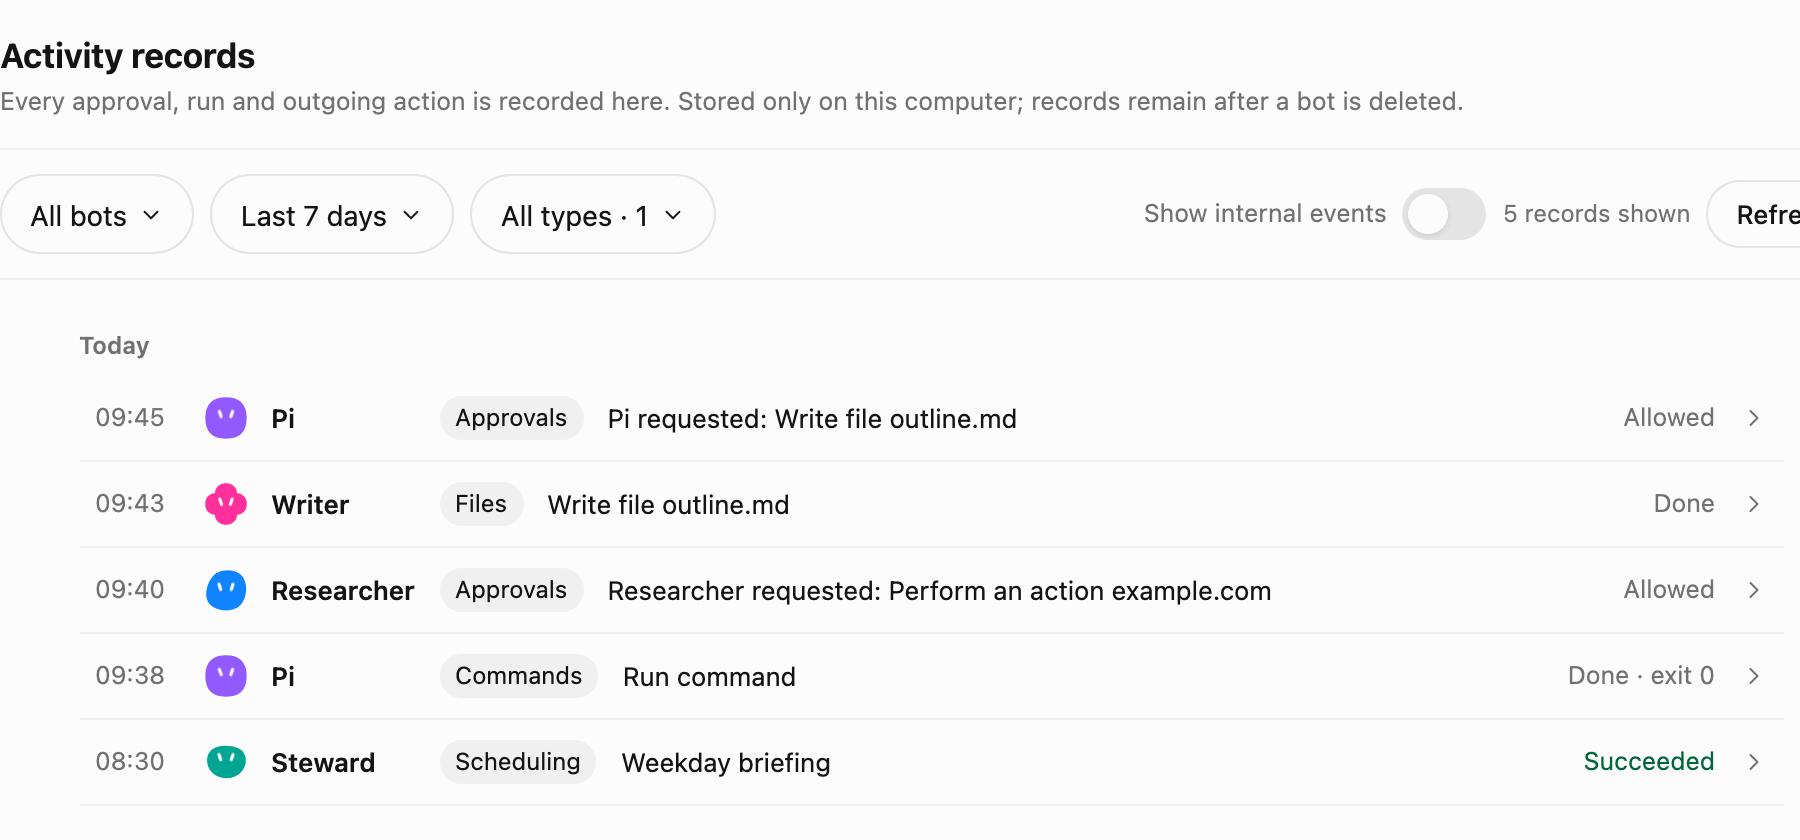 Activity records
Every approval, run and outgoing action is recorded here. Stored only on this computer; records remain after a bot is deleted.
All bots Last 7 days All types · 1 Show internal events 5 records shown Refre
Today
09:45 Pi Approvals Pi requested: Write file outline.md Allowed
09:43 Writer Files Write file outline.md Done
09:40 Researcher Approvals Researcher requested: Perform an action example.com Allowed
09:38 Pi Commands Run command Done · exit 0
08:30 Steward Scheduling Weekday briefing Succeeded